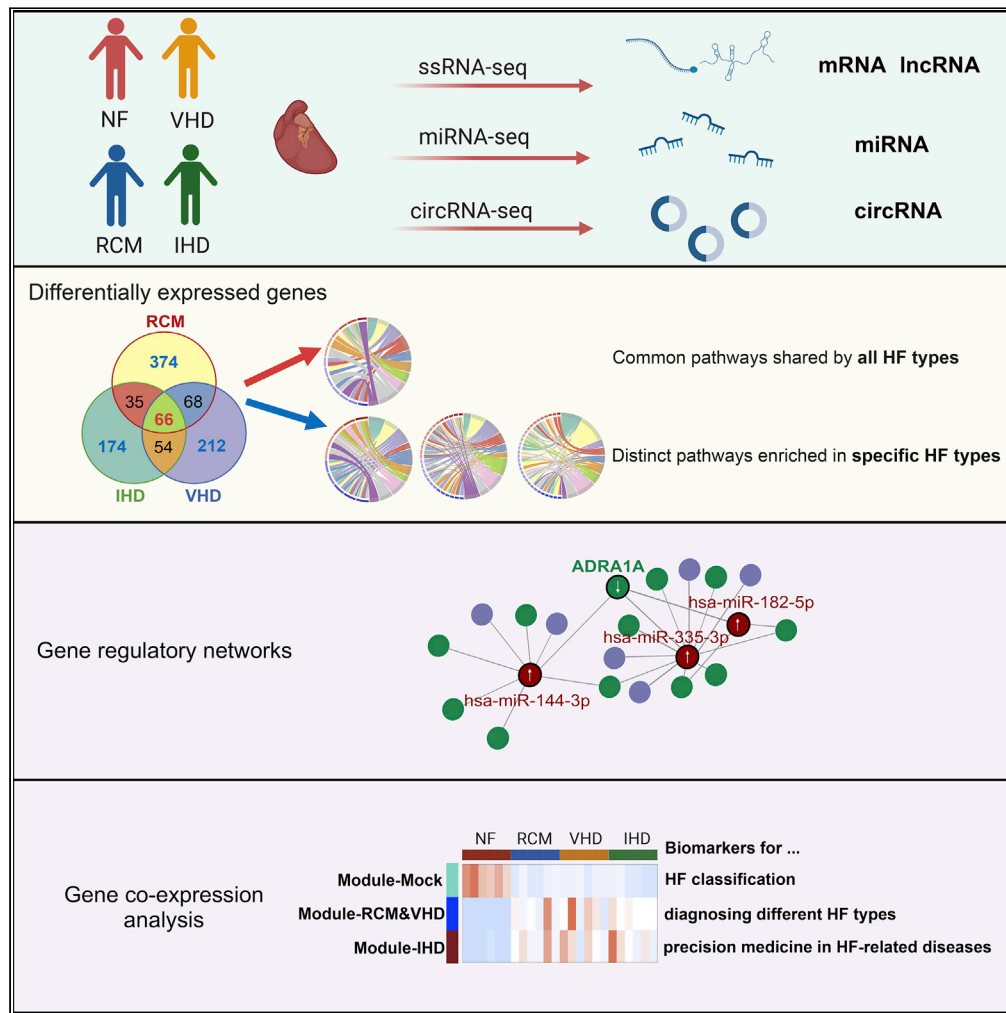 NF
VHD
RCM
IHD
ssRNA-seq
miRNA-seq
circRNA-seq
mRNA lncRNA
miRNA
circRNA
Differentially expressed genes
RCM
374
35
68
66
174
54
212
IHD
VHD
Common pathways shared by all HF types
Distinct pathways enriched in specific HF types
Gene regulatory networks
ADRA1A
↓
hsa-miR-182-5p
↑
hsa-miR-335-3p
↑
↑
hsa-miR-144-3p
Gene co-expression
analysis
NF RCM VHD IHD
Biomarkers for ...
Module-Mock
HF classification
Module-RCM&VHD
diagnosing different HF types
Module-IHD
precision medicine in HF-related diseases